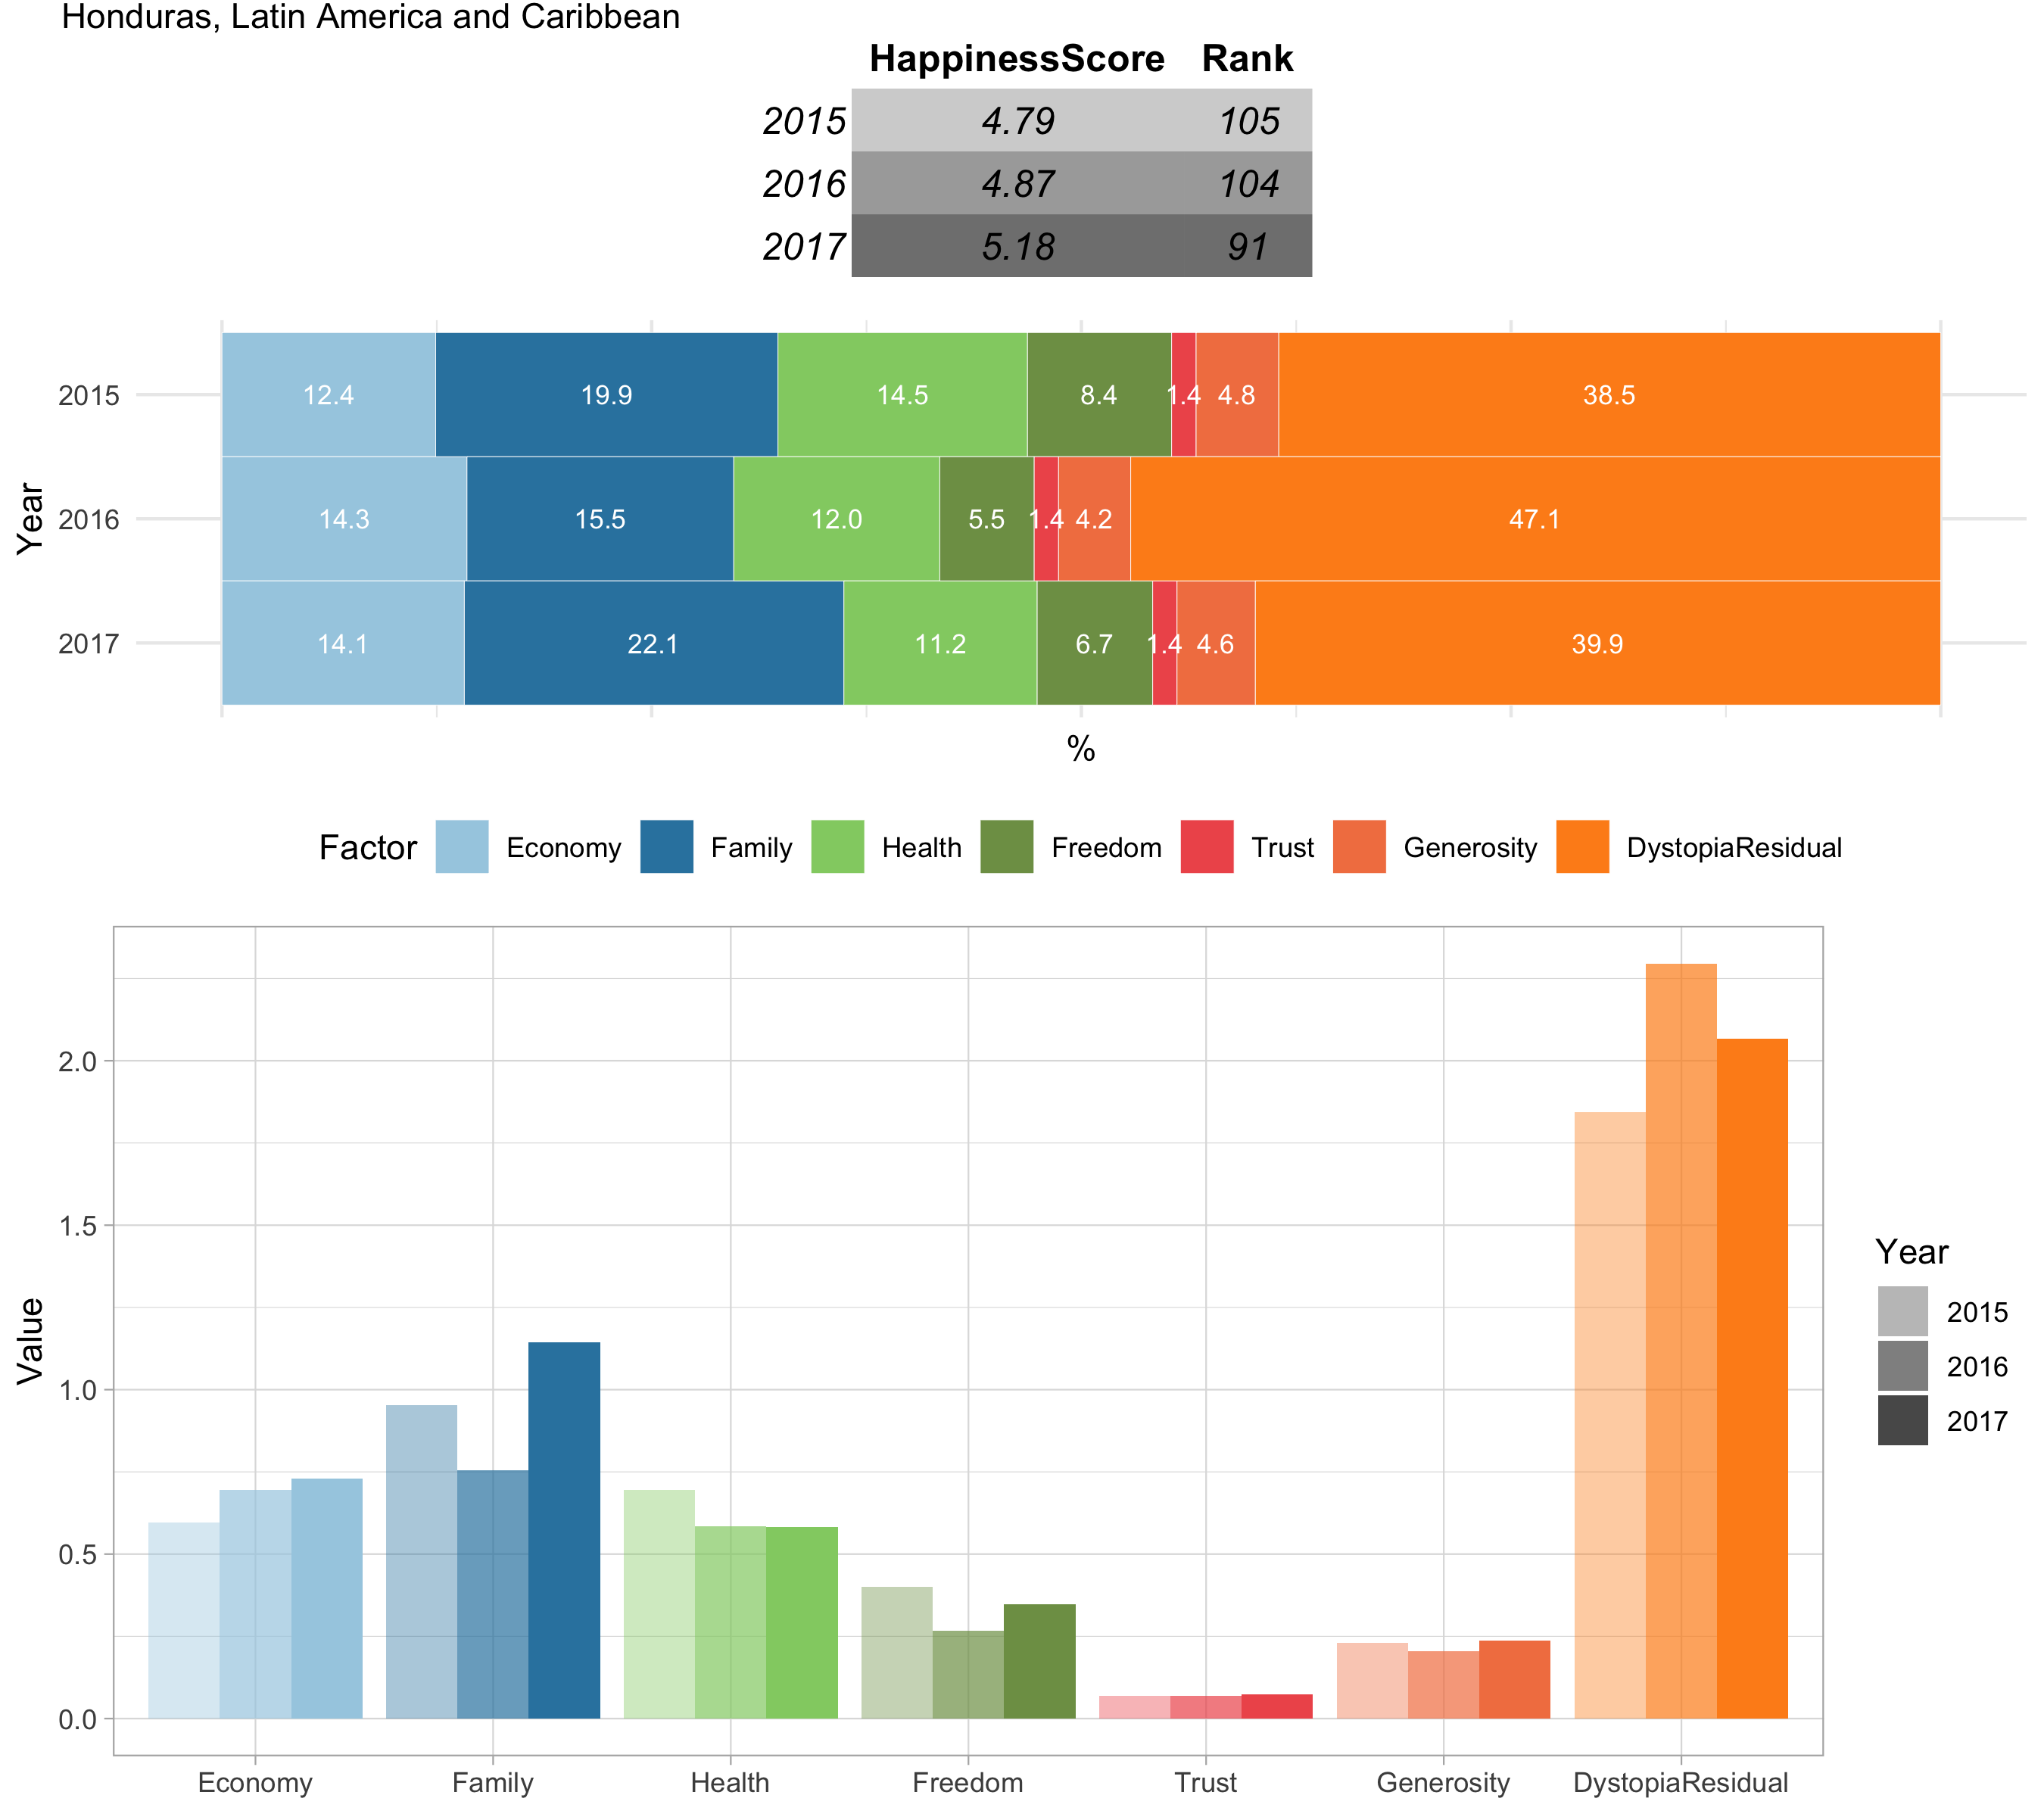 Honduras, Latin America and Caribbean
HappinessScore Rank
2015 4.79 105
2016 4.87 104
2017 5.18 91
Year
2015 12.4 19.9 14.5 8.4 1.4 4.8 38.5
2016 14.3 15.5 12.0 5.5 1.4 4.2 47.1
2017 14.1 22.1 11.2 6.7 1.4 4.6 39.9
%
Factor Economy Family Health Freedom Trust Generosity DystopiaResidual
Value
2.0
1.5
1.0
0.5
0.0
Economy Family Health Freedom Trust Generosity DystopiaResidual
Year
2015
2016
2017